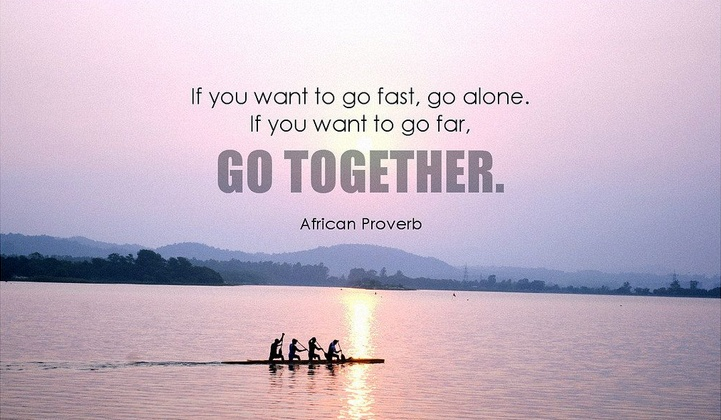 If you want to go fast, go alone.
If you want to go far,
GO TOGETHER.
African Proverb